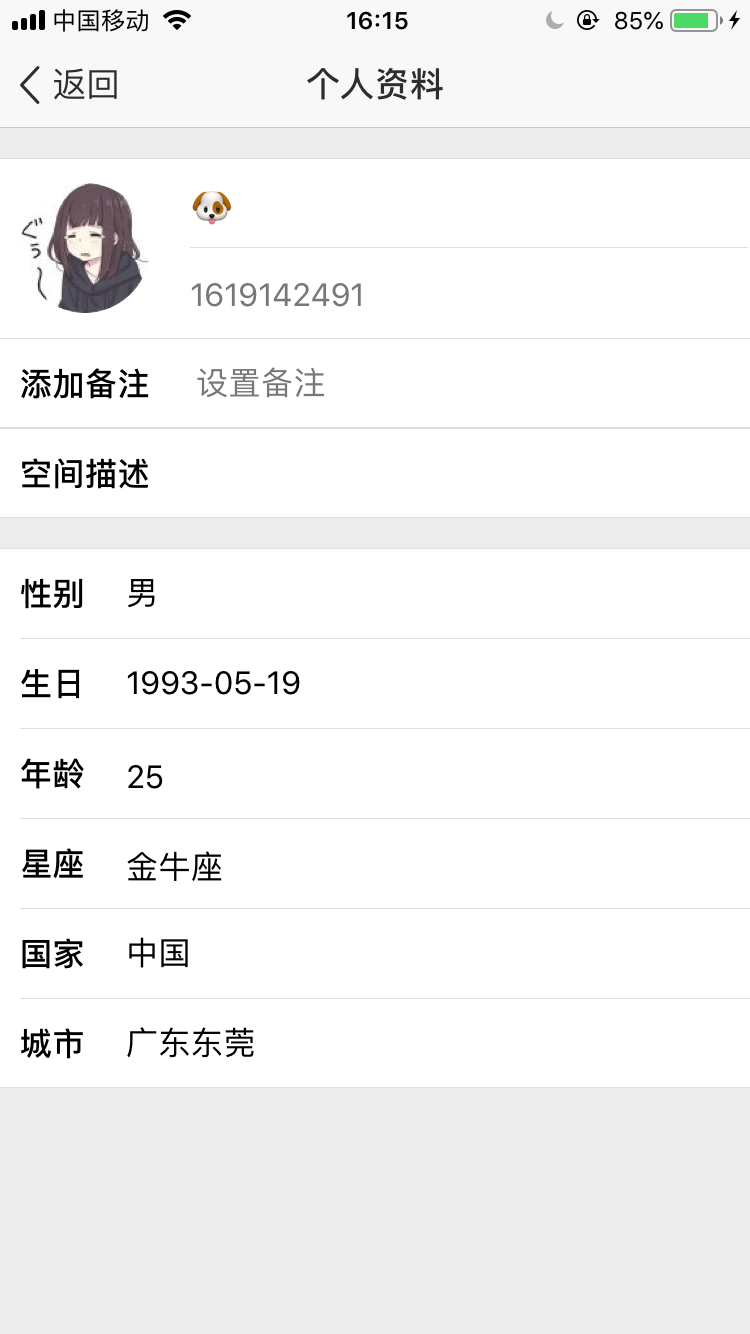 中国移动 16:15 85%
返回 个人资料
ぐぅ〜
🐶
1619142491
添加备注 设置备注
空间描述
性别 男
生日 1993-05-19
年龄 25
星座 金牛座
国家 中国
城市 广东东莞